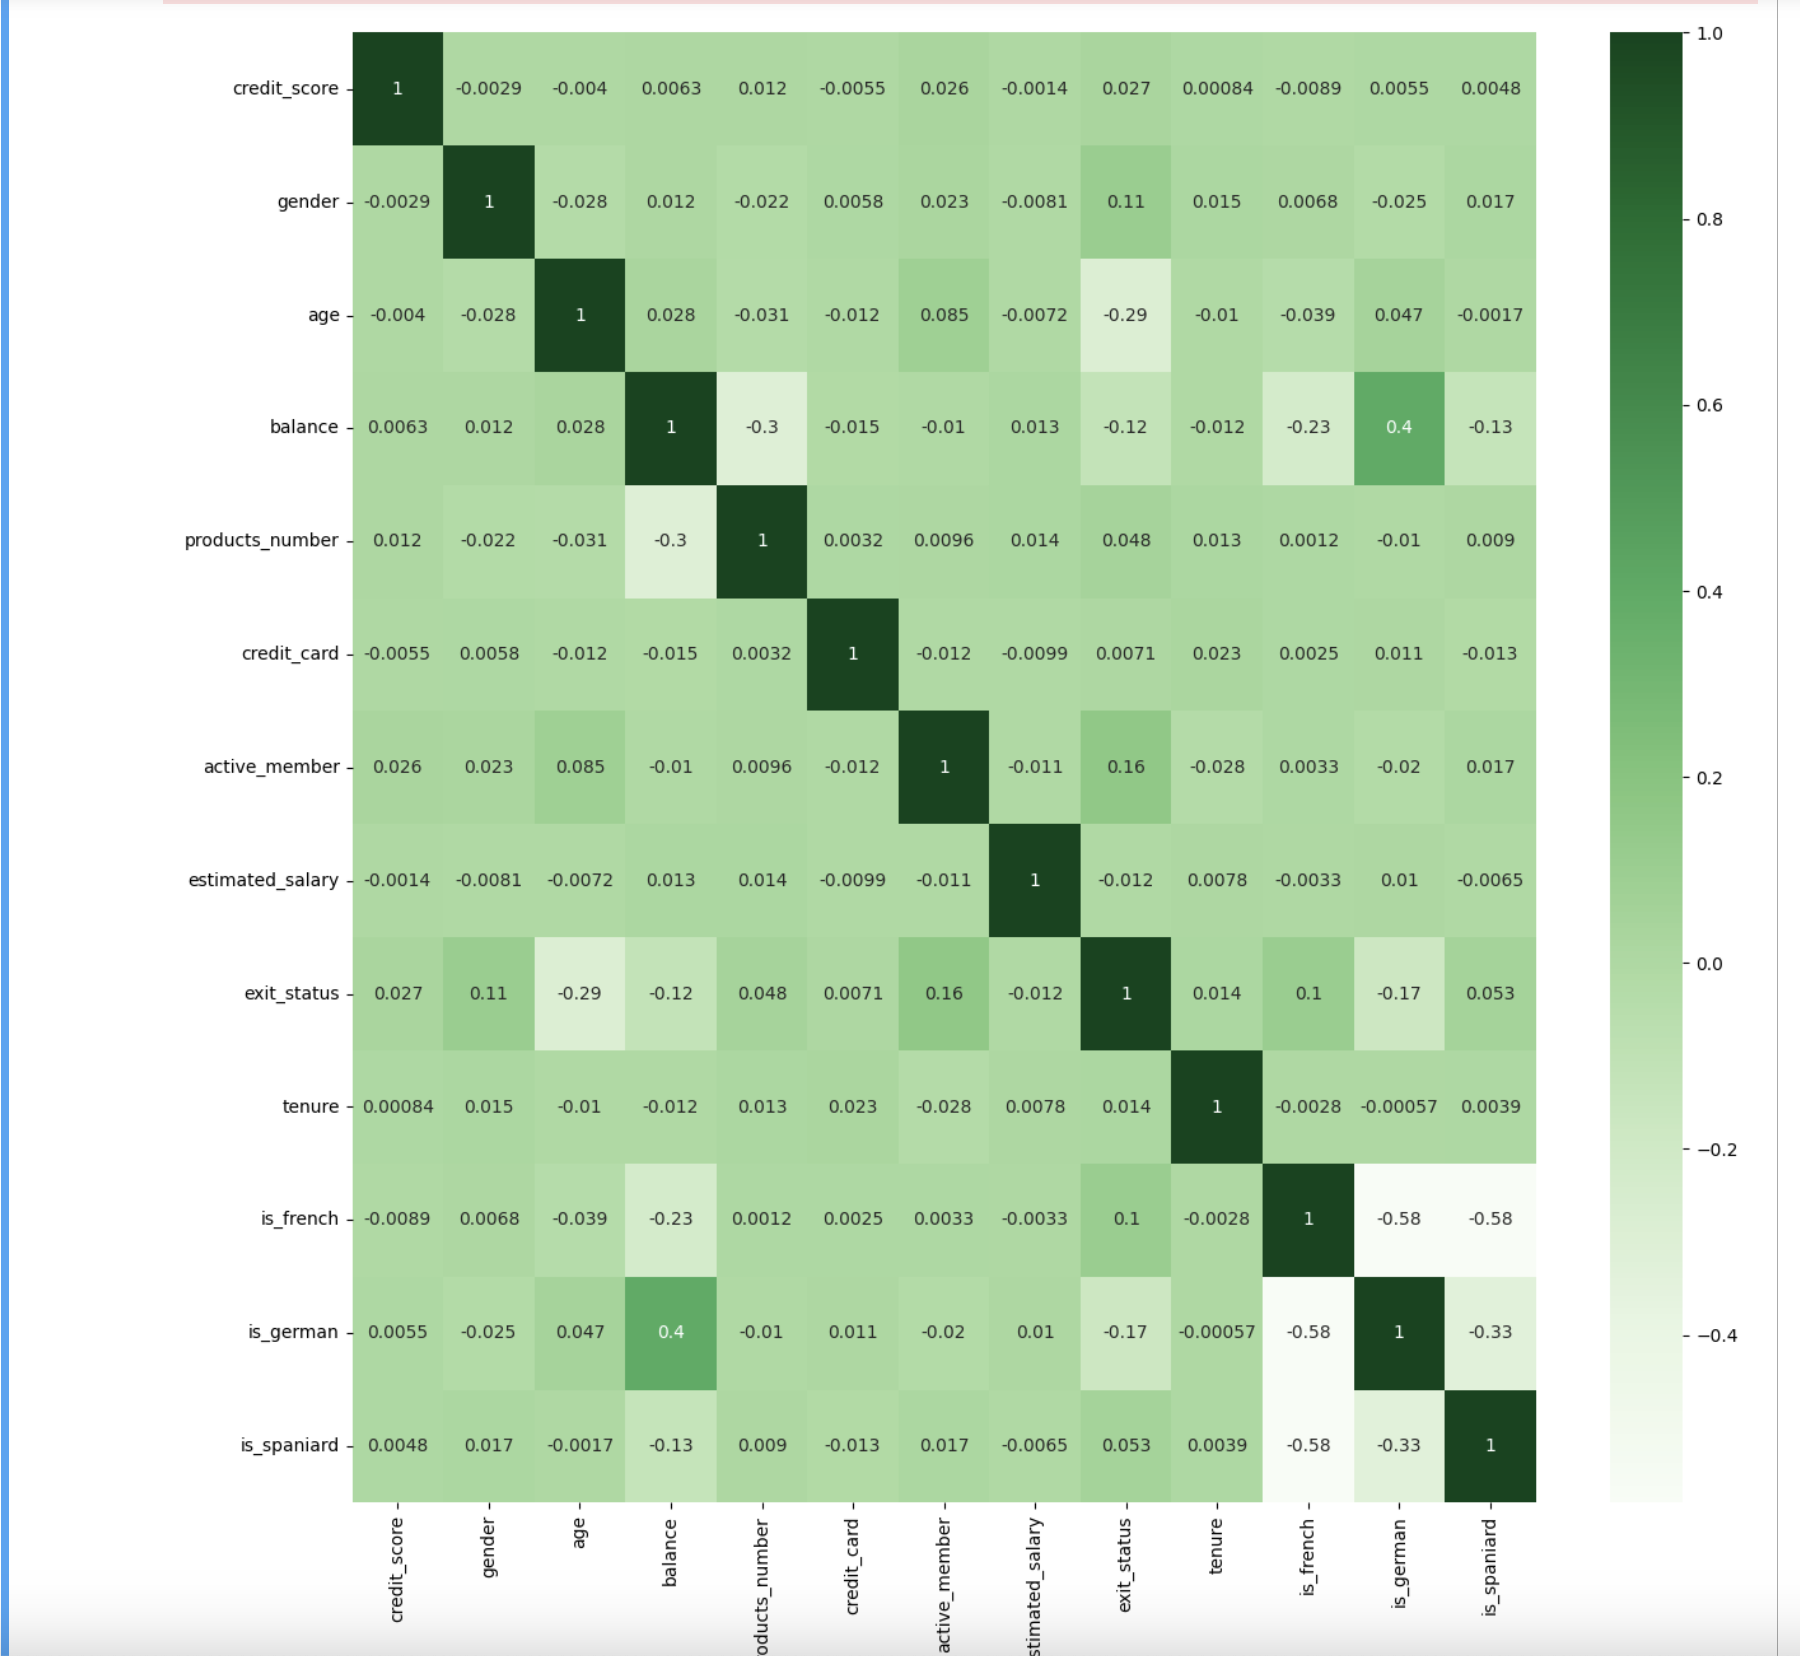 credit_score 1 -0.0029 -0.004 0.0063 0.012 -0.0055 0.026 -0.0014 0.027 0.00084 -0.0089 0.0055 0.0048
gender -0.0029 1 -0.028 0.012 -0.022 0.0058 0.023 -0.0081 0.11 0.015 0.0068 -0.025 0.017
age -0.004 -0.028 1 0.028 -0.031 -0.012 0.085 -0.0072 -0.29 -0.01 -0.039 0.047 -0.0017
balance 0.0063 0.012 0.028 1 -0.3 -0.015 -0.01 0.013 -0.12 -0.012 -0.23 0.4 -0.13
products_number 0.012 -0.022 -0.031 -0.3 1 0.0032 0.0096 0.014 0.048 0.013 0.0012 -0.01 0.009
credit_card -0.0055 0.0058 -0.012 -0.015 0.0032 1 -0.012 -0.0099 0.0071 0.023 0.0025 0.011 -0.013
active_member 0.026 0.023 0.085 -0.01 0.0096 -0.012 1 -0.011 0.16 -0.028 0.0033 -0.02 0.017
estimated_salary -0.0014 -0.0081 -0.0072 0.013 0.014 -0.0099 -0.011 1 -0.012 0.0078 -0.0033 0.01 -0.0065
exit_status 0.027 0.11 -0.29 -0.12 0.048 0.0071 0.16 -0.012 1 0.014 0.1 -0.17 0.053
tenure 0.00084 0.015 -0.01 -0.012 0.013 0.023 -0.028 0.0078 0.014 1 -0.0028 -0.00057 0.0039
is_french -0.0089 0.0068 -0.039 -0.23 0.0012 0.0025 0.0033 -0.0033 0.1 -0.0028 1 -0.58 -0.58
is_german 0.0055 -0.025 0.047 0.4 -0.01 0.011 -0.02 0.01 -0.17 -0.00057 -0.58 1 -0.33
is_spaniard 0.0048 0.017 -0.0017 -0.13 0.009 -0.013 0.017 -0.0065 0.053 0.0039 -0.58 -0.33 1
credit_score
gender
age
balance
oducts_number
credit_card
active_member
stimated_salary
exit_status
tenure
is_french
is_german
is_spaniard
1.0
0.8
0.6
0.4
0.2
0.0
−0.2
−0.4